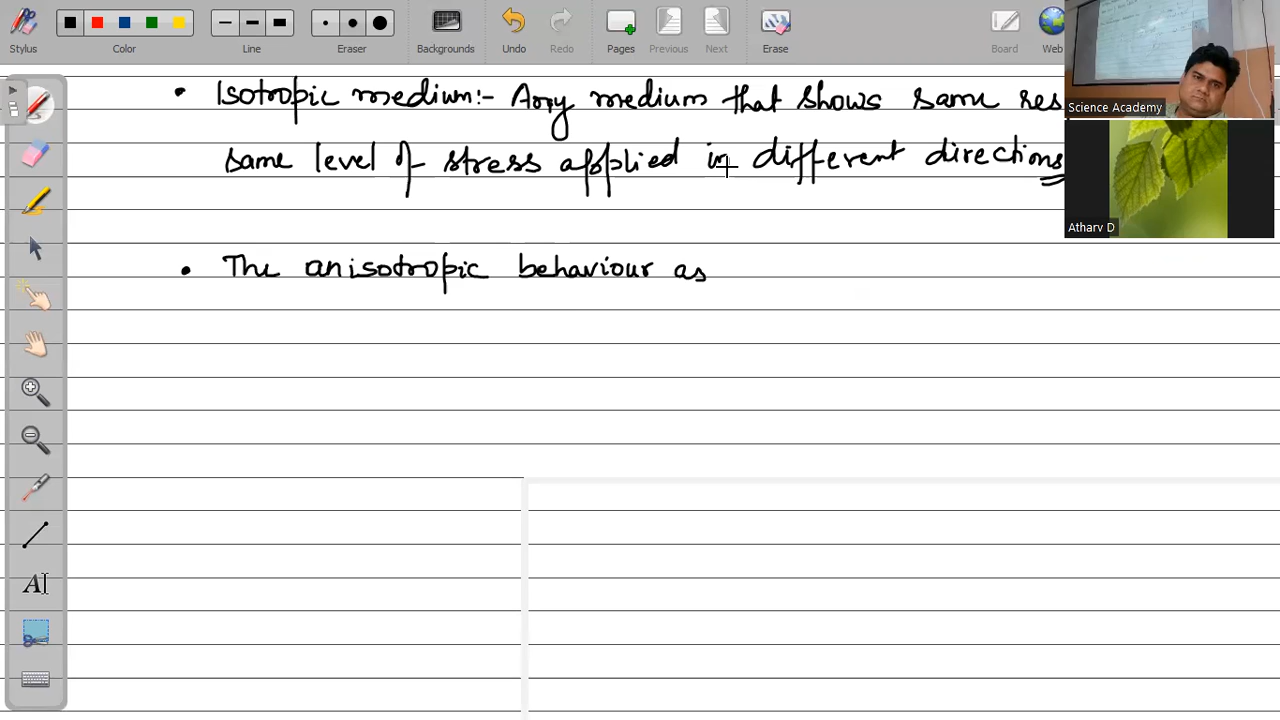 Stylus Color Line Eraser Backgrounds Undo Redo Pages Previous Next Erase Board Web
Isotropic medium:- Any medium that shows same res
same level of stress applied in different directions
• The anisotropic behaviour as
Science Academy
Atharv D
A